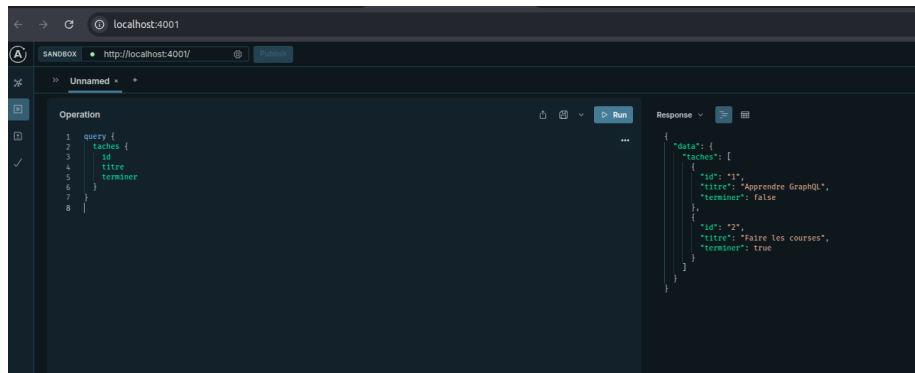 localhost:4001
SANDBOX http://localhost:4001/ Publish
Unnamed × +
Operation
Run
1 query {
2 taches {
3 id
4 titre
5 terminer
6 }
7 }
8
Response
{
"data": {
"taches": [
{
"id": "1",
"titre": "Apprendre GraphQL",
"terminer": false
},
{
"id": "2",
"titre": "Faire les courses",
"terminer": true
}
]
}
}